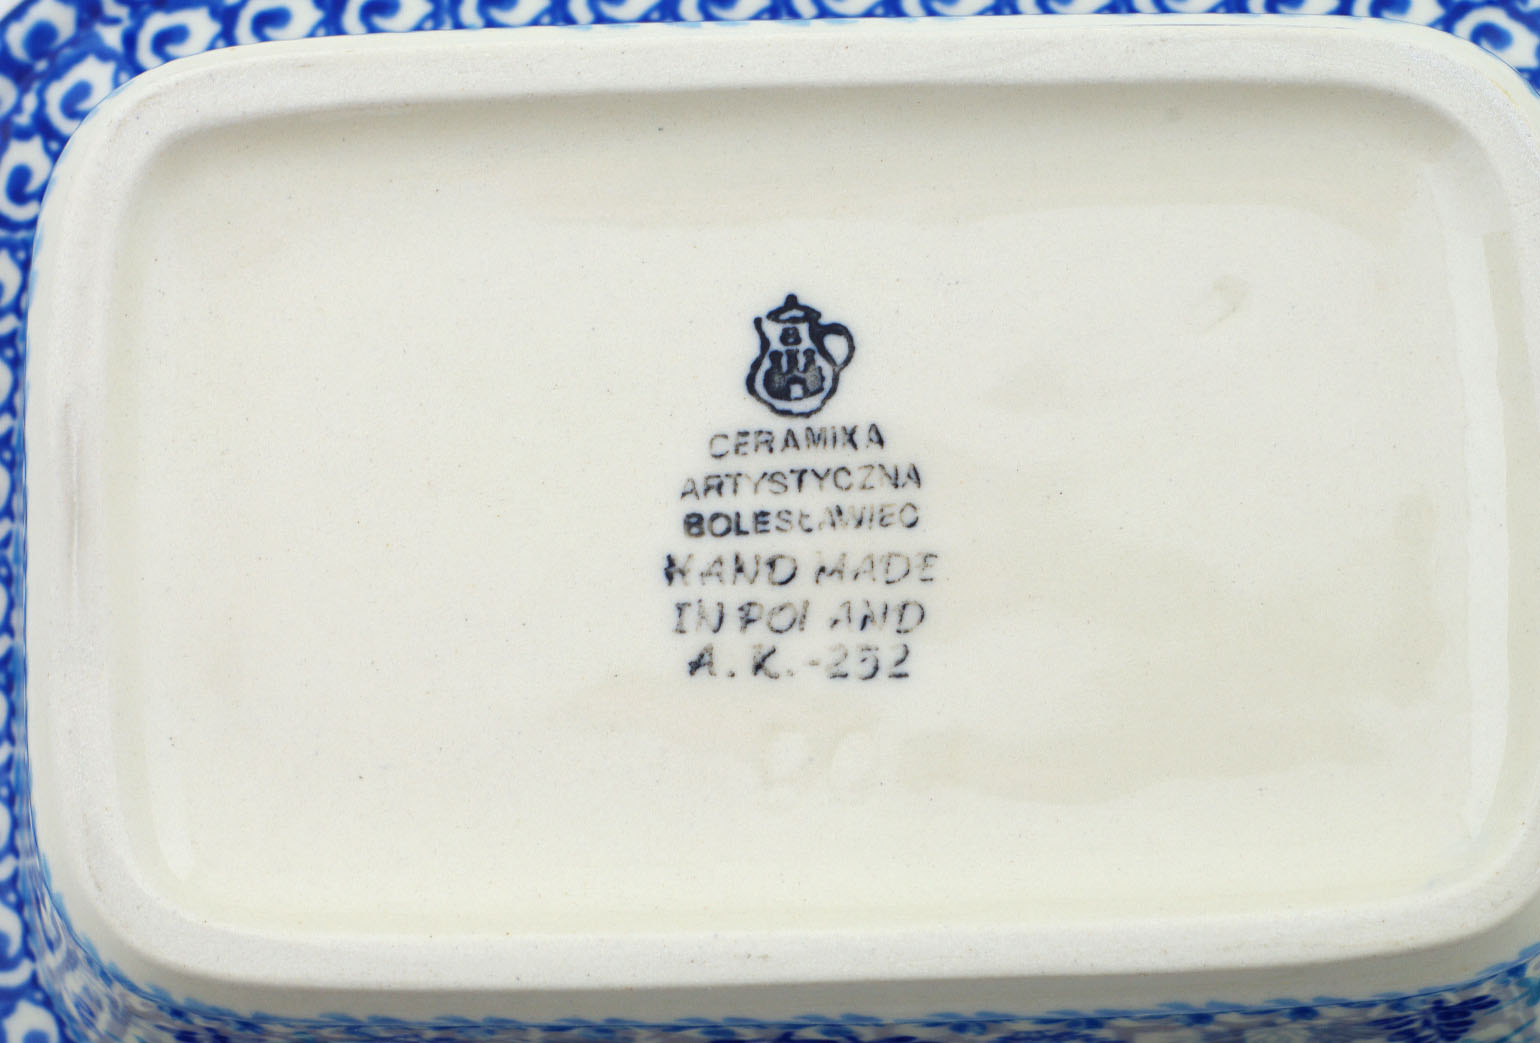 B
CERAMIKA
ARTYSTYCZNA
BOLESŁAWIEC
HAND MADE
IN POLAND
A.K.-252